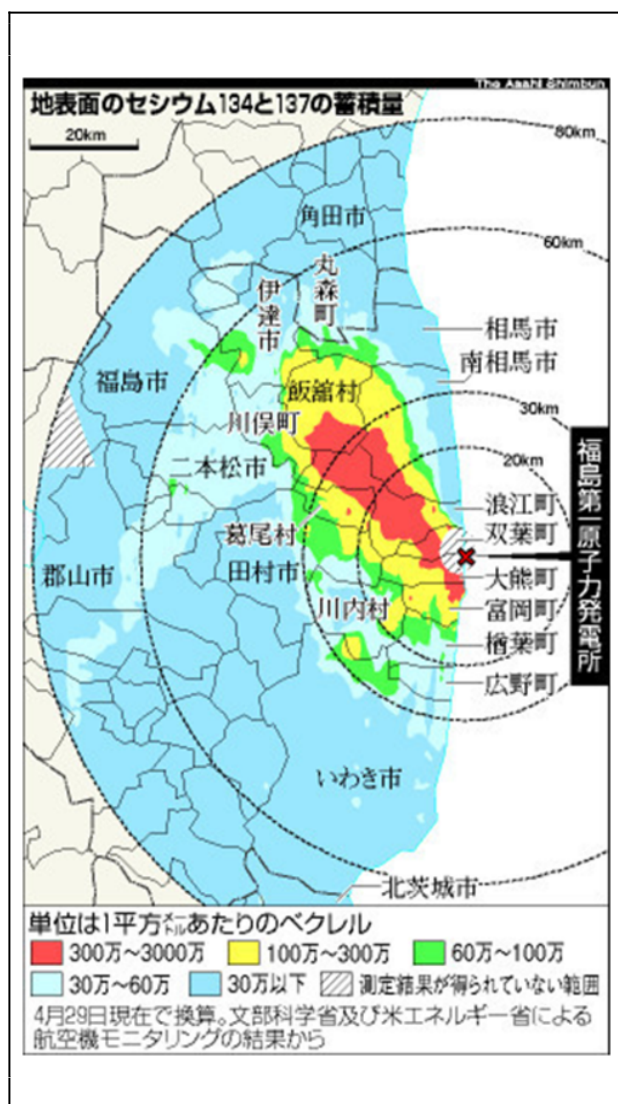 The Asahi Shimbun
地表面のセシウム134と137の蓄積量
20km
80km
角田市
60km
丸森町
伊達市
相馬市
南相馬市
福島市
飯舘村
30km
川俣町
20km
二本松市
浪江町
双葉町
葛尾村
福島第一原子力発電所
郡山市
田村市
大熊町
川内村
富岡町
楢葉町
広野町
いわき市
北茨城市
単位は1平方メートルあたりのベクレル
300万～3000万 100万～300万 60万～100万
30万～60万 30万以下 測定結果が得られていない範囲
4月29日現在で換算。文部科学省及び米エネルギー省による
航空機モニタリングの結果から